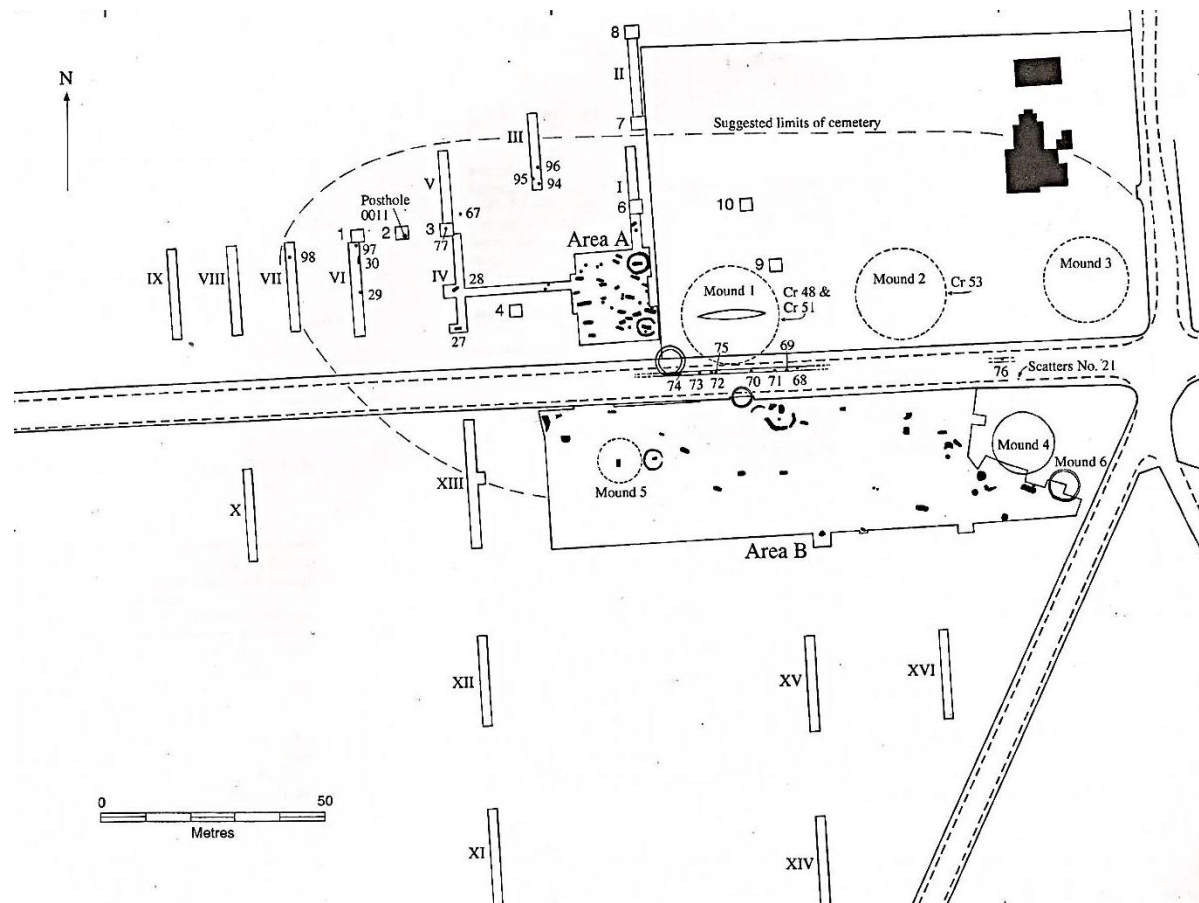 8
N
II
7
Suggested limits of cemetery
III
96
95
94
V
I
Posthole
0011
67
10
6
1
2
3
77
Area A
97
98
30
9
IX
VIII
VII
VI
IV
28
29
4
27
Mound 1
Cr 48 &
Cr 51
Mound 2
Cr 53
Mound 3
75
69
74
73
72
70
71
68
76
Scatters No. 21
XIII
X
Mound 5
Mound 4
Mound 6
Area B
XII
XV
XVI
0
50
Metres
XI
XIV